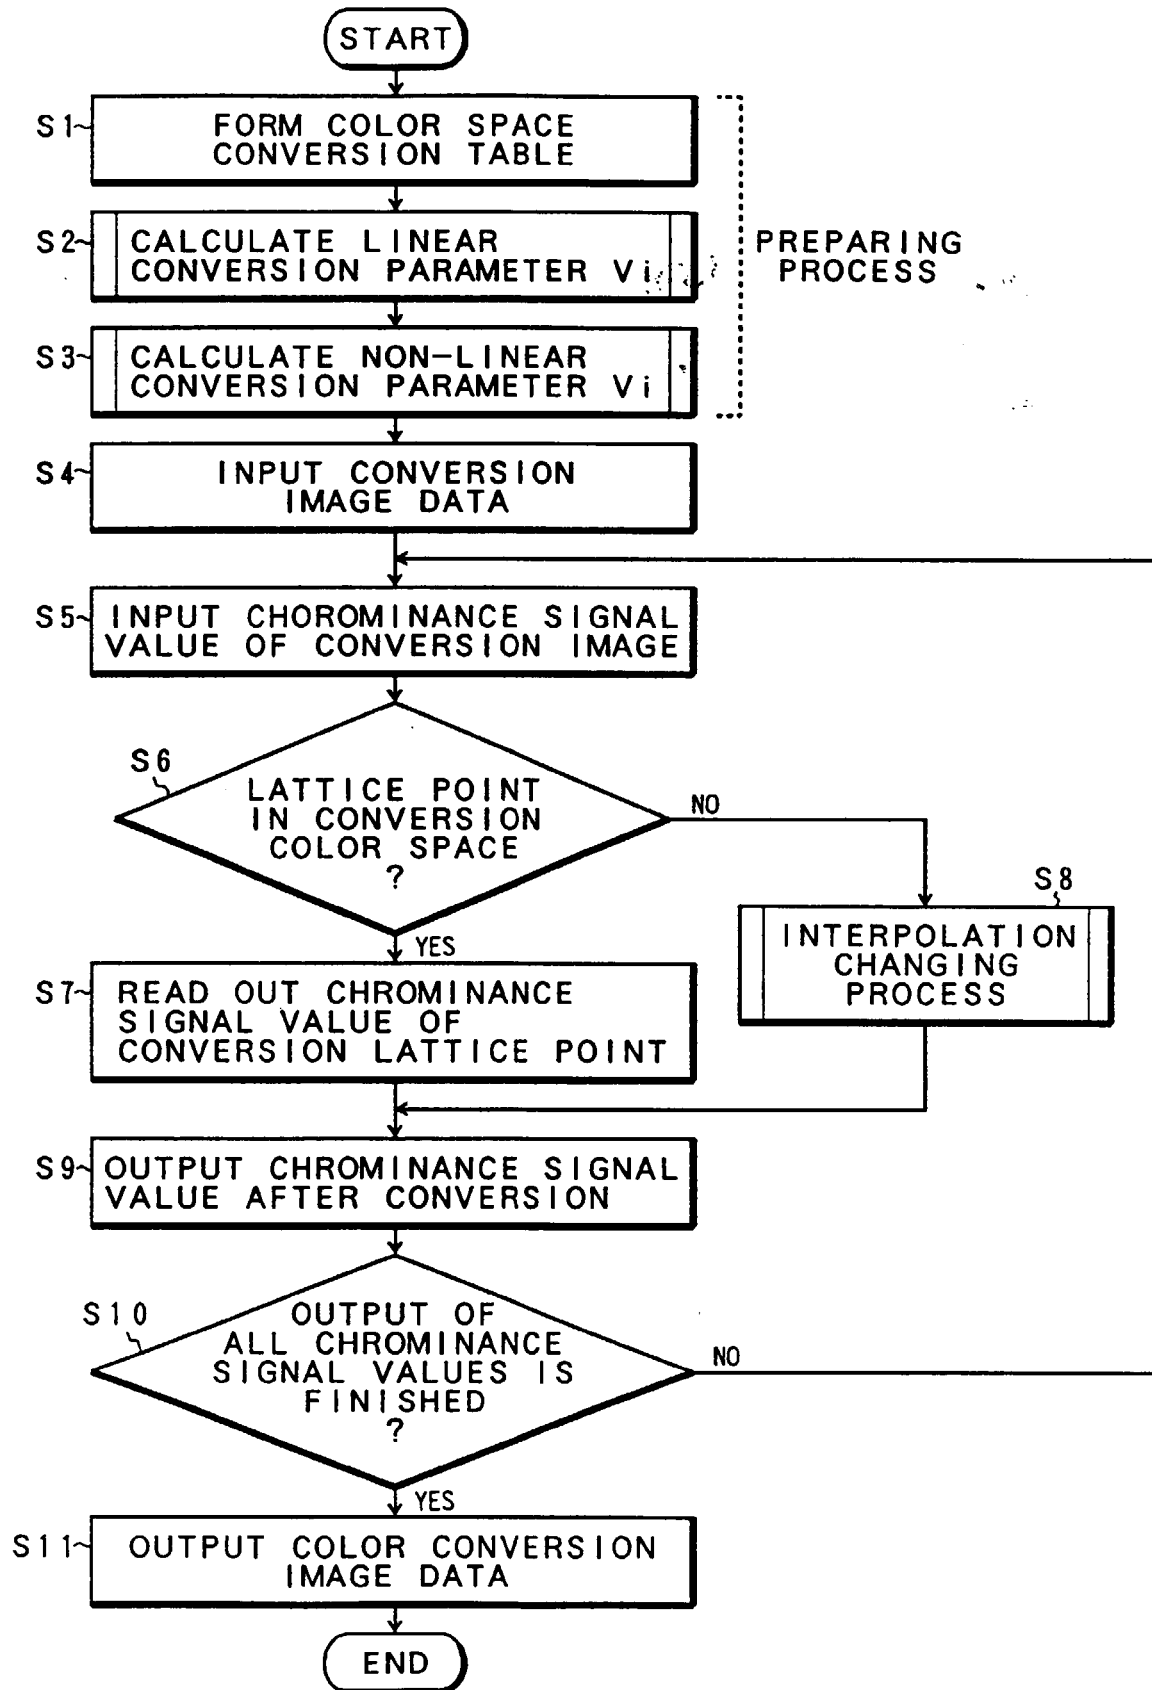 START
S1
FORM COLOR SPACE
CONVERSION TABLE
S2
CALCULATE LINEAR
CONVERSION PARAMETER Vi
PREPARING
PROCESS
S3
CALCULATE NON-LINEAR
CONVERSION PARAMETER Vi
S4
INPUT CONVERSION
IMAGE DATA
S5
INPUT CHOROMINANCE SIGNAL
VALUE OF CONVERSION IMAGE
S6
LATTICE POINT
IN CONVERSION
COLOR SPACE
?
NO
YES
S8
INTERPOLATION
CHANGING
PROCESS
S7
READ OUT CHROMINANCE
SIGNAL VALUE OF
CONVERSION LATTICE POINT
S9
OUTPUT CHROMINANCE SIGNAL
VALUE AFTER CONVERSION
S10
OUTPUT OF
ALL CHROMINANCE
SIGNAL VALUES IS
FINISHED
?
NO
YES
S11
OUTPUT COLOR CONVERSION
IMAGE DATA
END